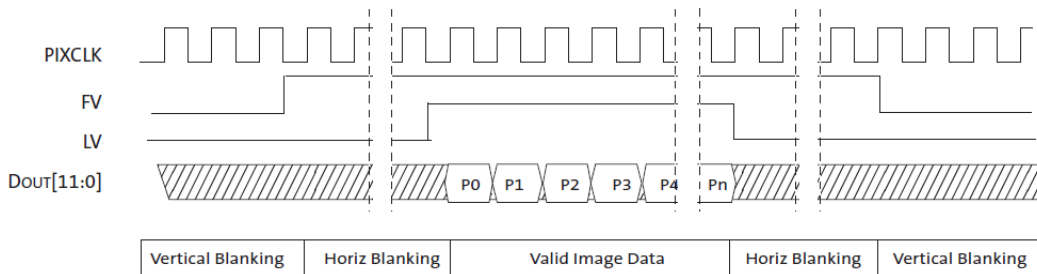 PIXCLK
FV
LV
DOUT[11:0]
P0 P1 P2 P3 P4 Pn
Vertical Blanking Horiz Blanking Valid Image Data Horiz Blanking Vertical Blanking